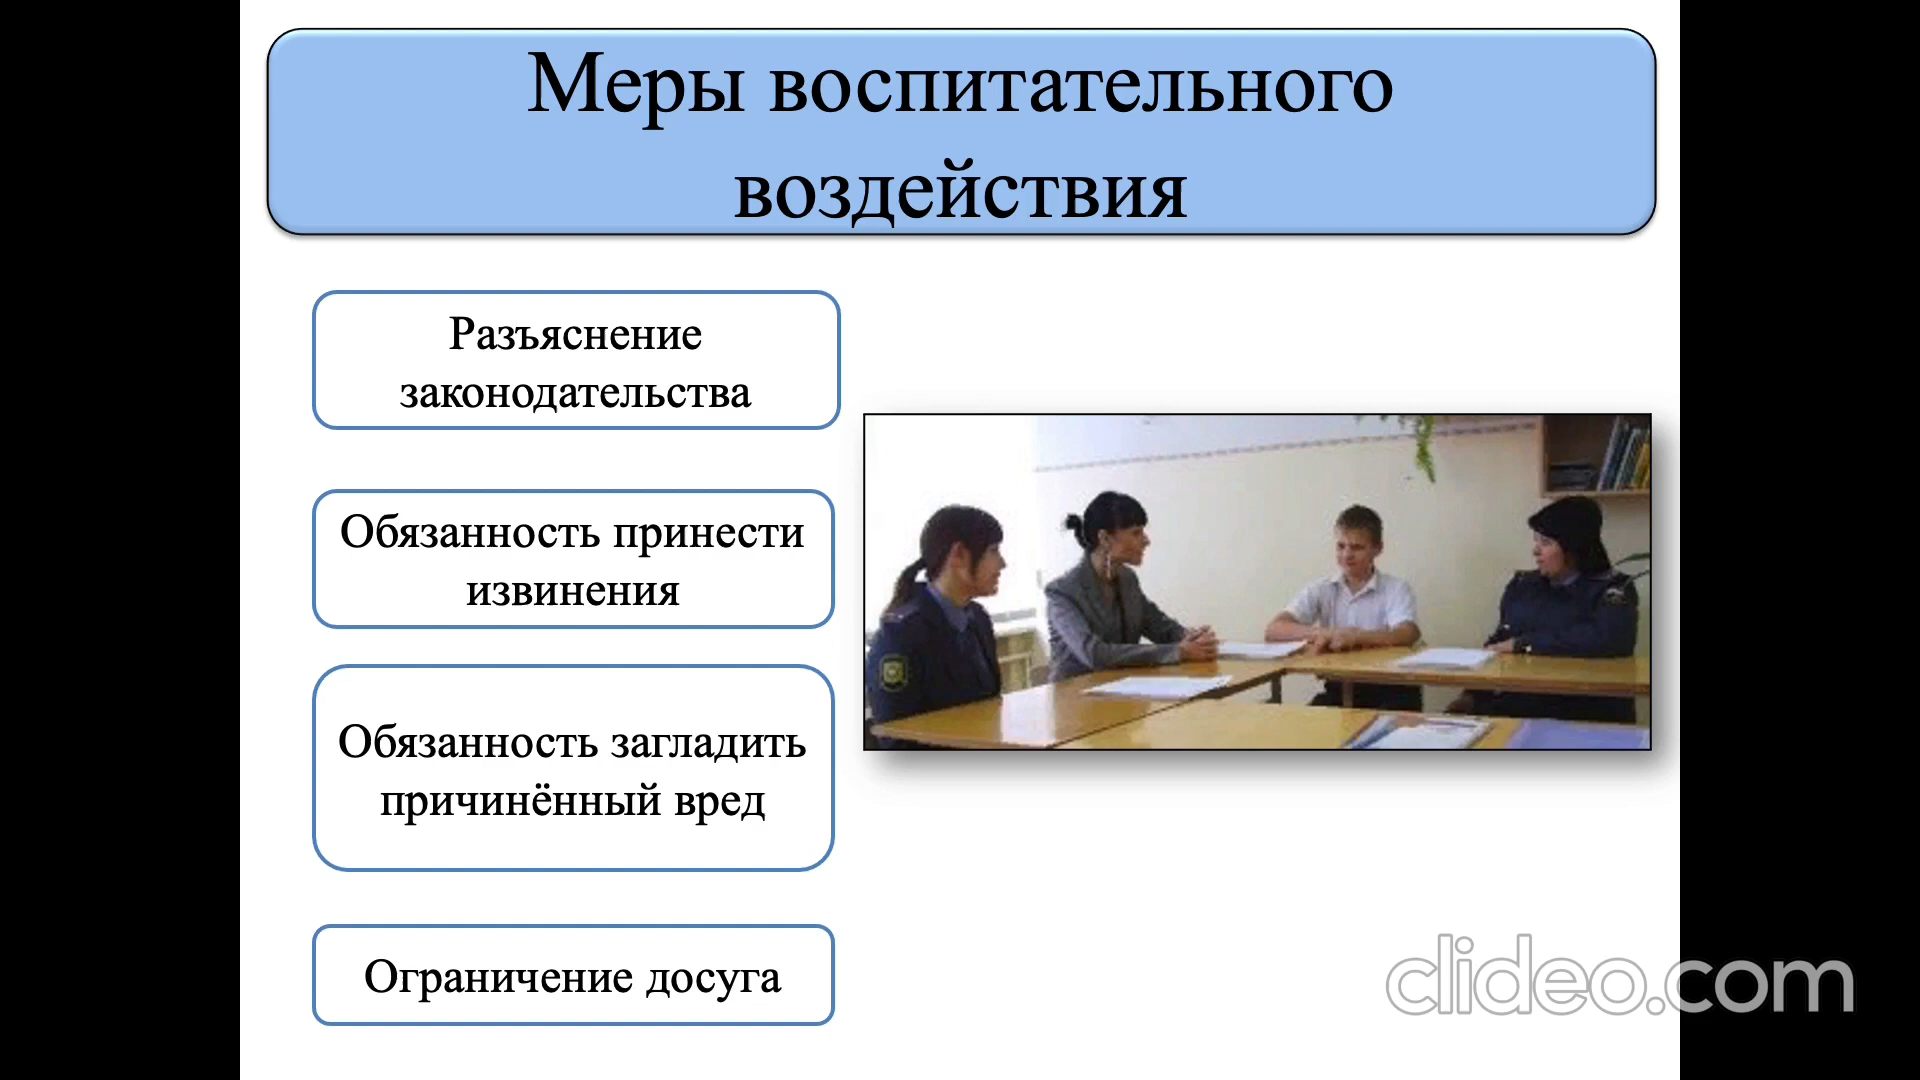 Меры воспитательного
воздействия
Разъяснение
законодательства
Обязанность принести
извинения
Обязанность загладить
причинённый вред
Ограничение досуга
clideo.com